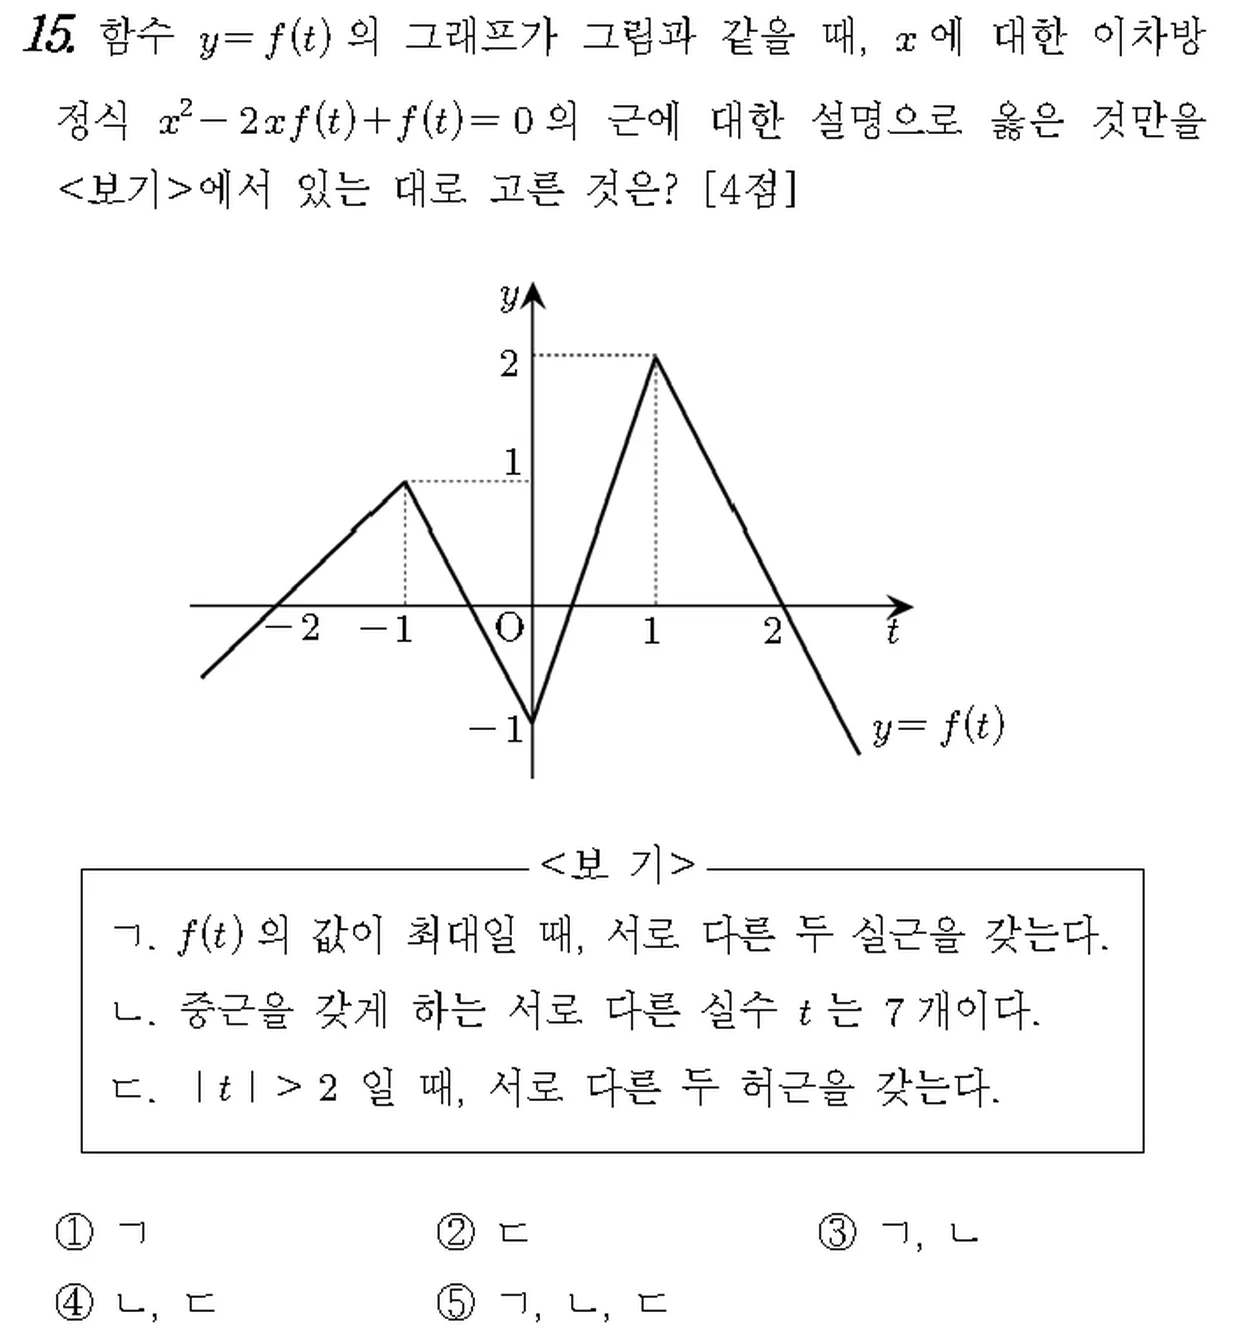 15. 함수 y=f(t)의 그래프가 그림과 같을 때, x에 대한 이차방
정식 x²−2xf(t)+f(t)=0의 근에 대한 설명으로 옳은 것만을
<보기>에서 있는 대로 고른 것은? [4점]
y
2
1
−2 −1 O 1 2 t
−1
y=f(t)
<보 기>
ㄱ. f(t)의 값이 최대일 때, 서로 다른 두 실근을 갖는다.
ㄴ. 중근을 갖게 하는 서로 다른 실수 t는 7개이다.
ㄷ. |t|>2 일 때, 서로 다른 두 허근을 갖는다.
① ㄱ ② ㄷ ③ ㄱ, ㄴ
④ ㄴ, ㄷ ⑤ ㄱ, ㄴ, ㄷ